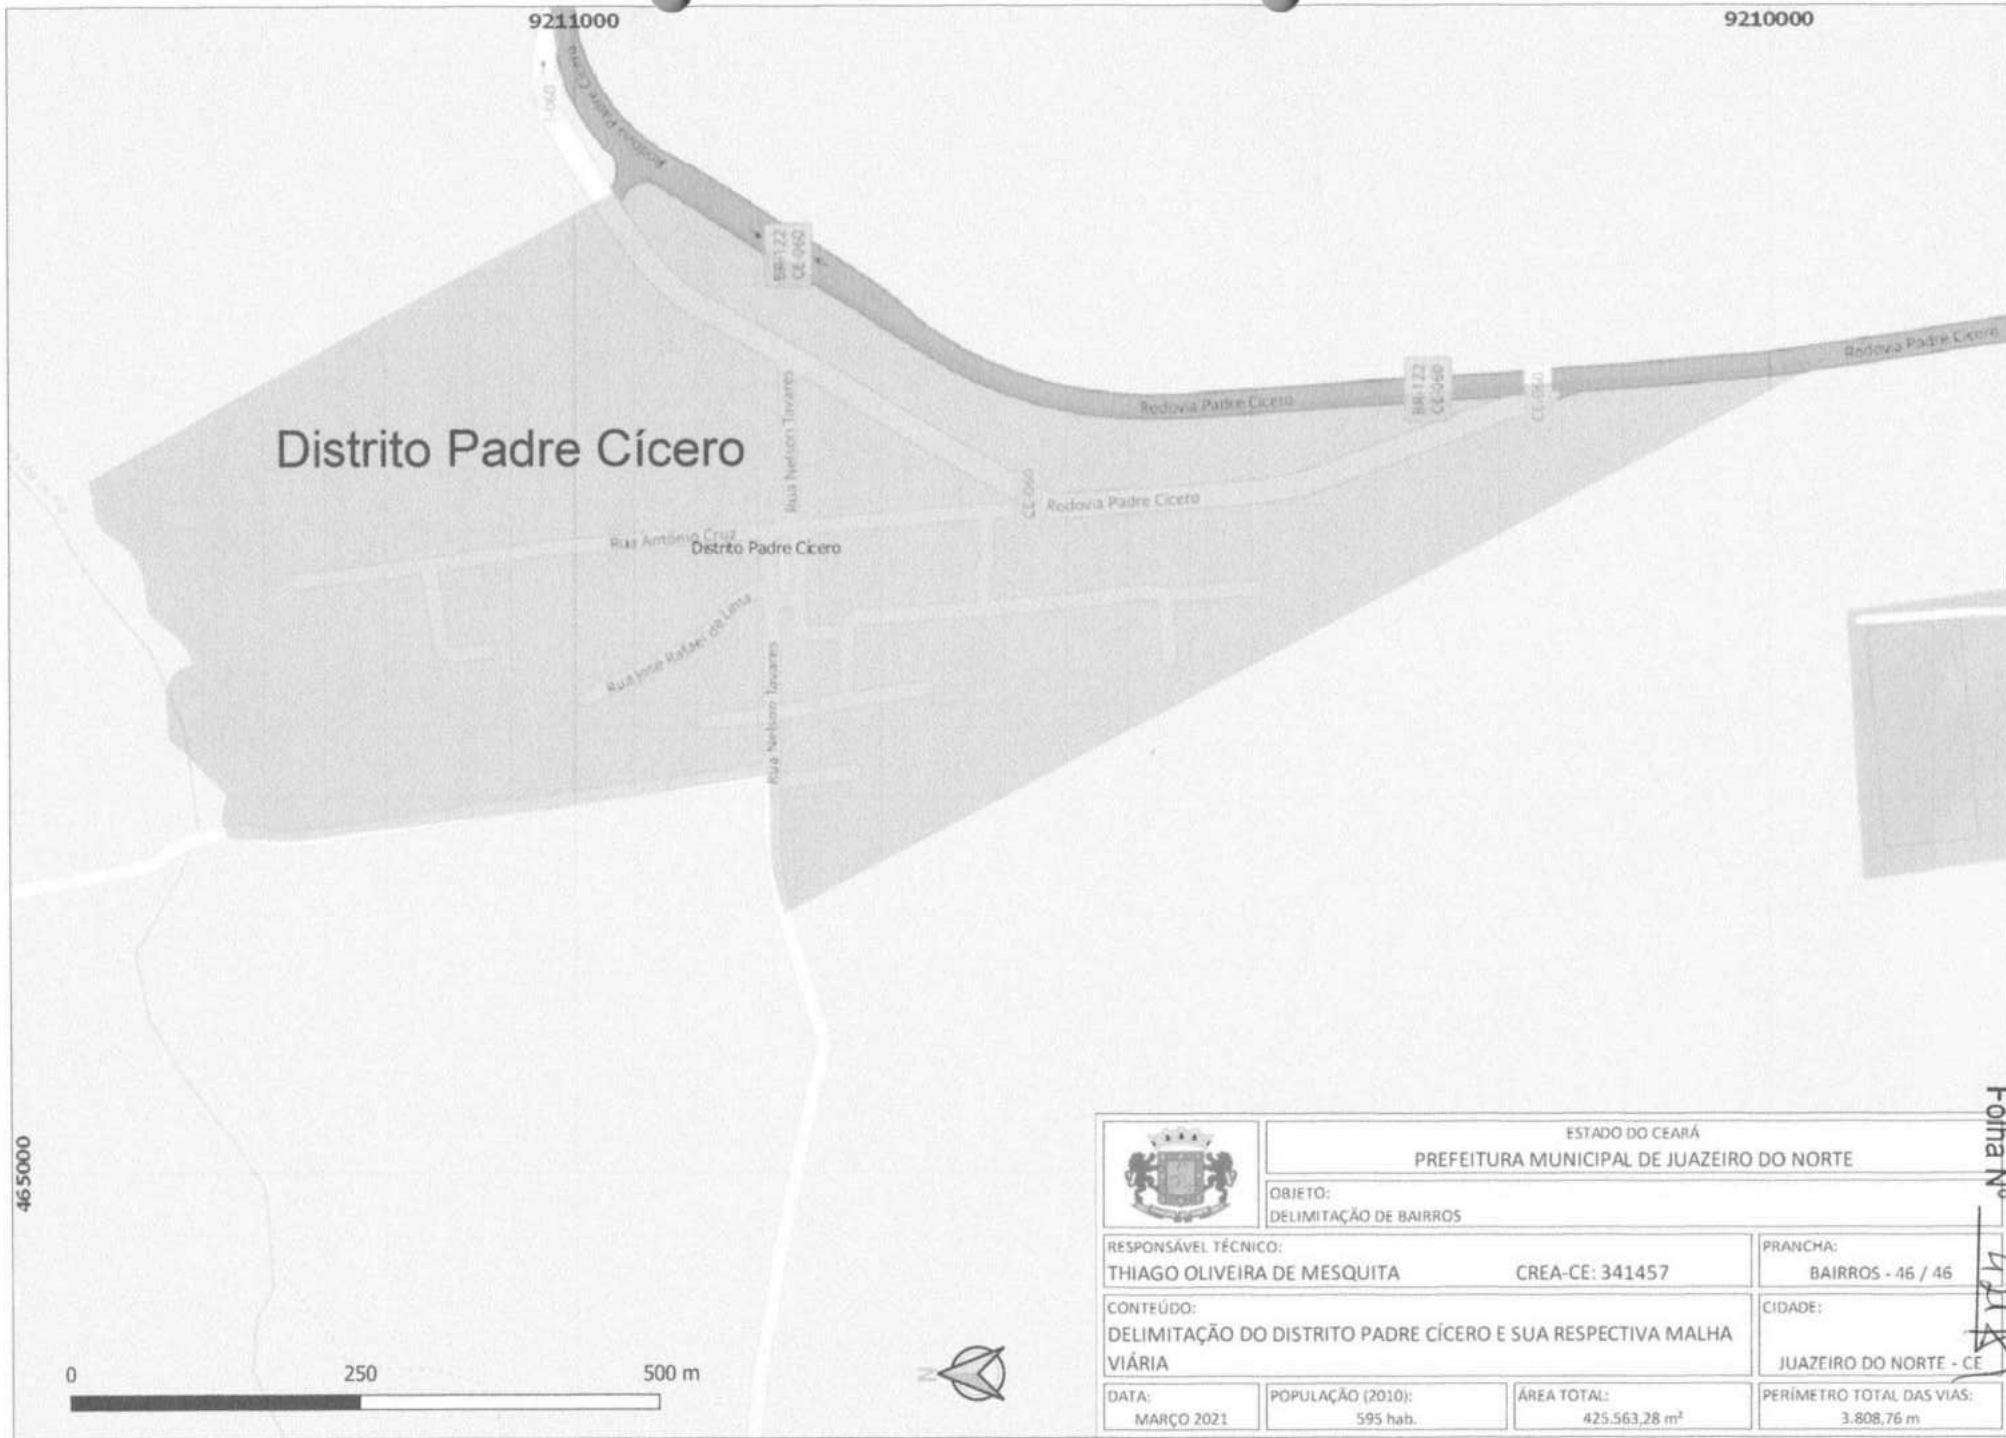 9211000
9210000
Rodovia Padre Cícero
BR-122
CE-060
Rodovia Padre Cícero
BR-122
CE-060
CE-060
Rodovia Padre Cícero
Rua Nelson Tavares
Distrito Padre Cícero
CE-060
Rodovia Padre Cícero
Rua Antônio Cruz
Distrito Padre Cícero
Rua José Rafael de Lima
Rua Nelson Tavares
465000
0 250 500 m
N
ESTADO DO CEARÁ
PREFEITURA MUNICIPAL DE JUAZEIRO DO NORTE
OBJETO:
DELIMITAÇÃO DE BAIRROS
RESPONSÁVEL TÉCNICO:
THIAGO OLIVEIRA DE MESQUITA CREA-CE: 341457
PRANCHA:
BAIRROS - 46 / 46
CONTEÚDO:
DELIMITAÇÃO DO DISTRITO PADRE CÍCERO E SUA RESPECTIVA MALHA
VIÁRIA
CIDADE:
JUAZEIRO DO NORTE - CE
DATA:
MARÇO 2021
POPULAÇÃO (2010):
595 hab.
ÁREA TOTAL:
425.563,28 m²
PERÍMETRO TOTAL DAS VIAS:
3.808,76 m
Folha Nº